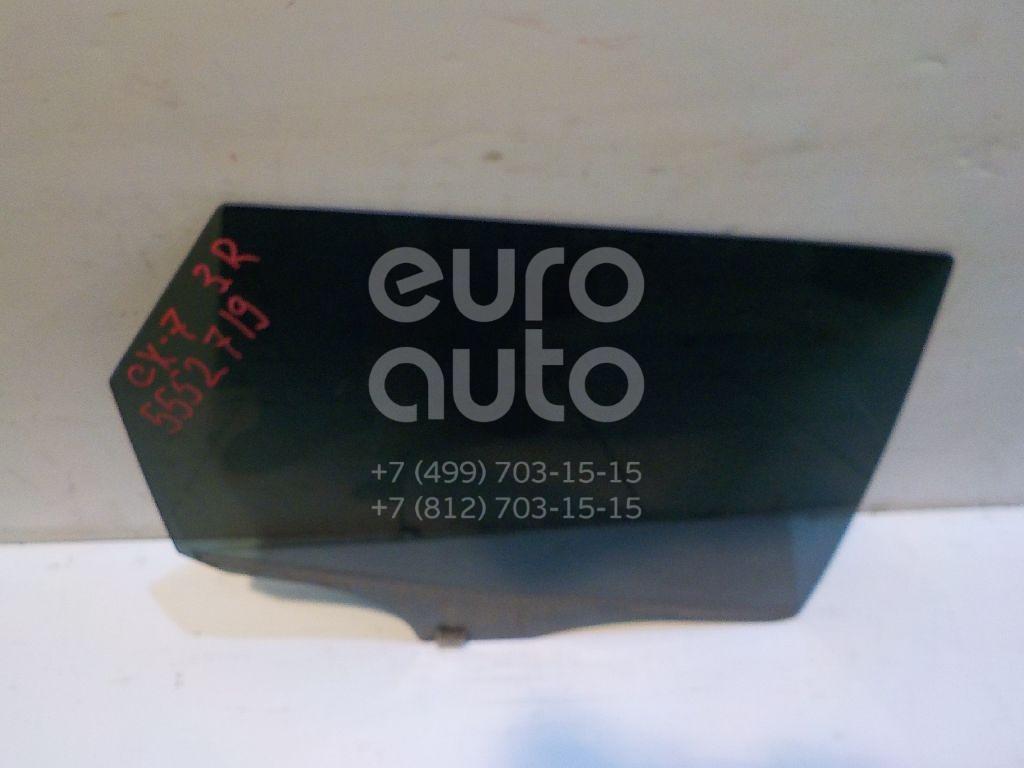 CX-7 3R
5552719
euro
auto
+7 (499) 703-15-15
+7 (812) 703-15-15